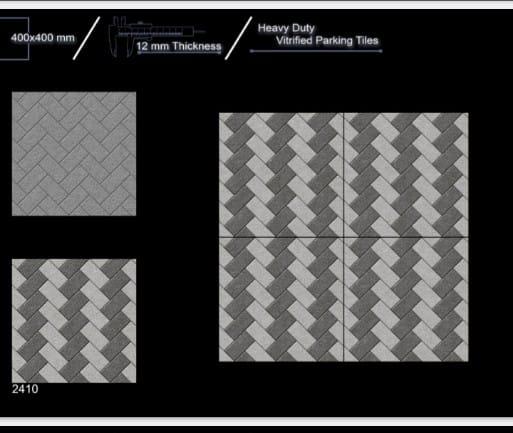 400x400 mm
12 mm Thickness
Heavy Duty
Vitrified Parking Tiles
2410